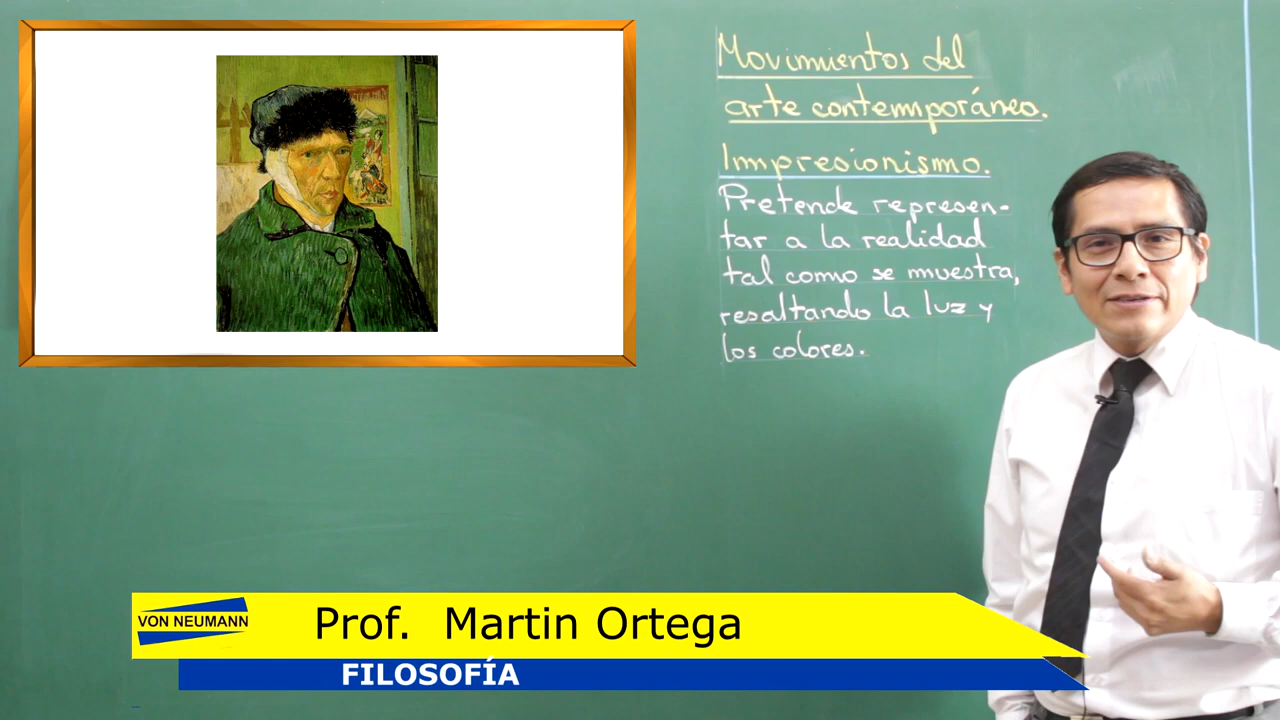 Movimientos del
arte contemporáneo.
Impresionismo.
Pretende represen-
tar a la realidad
tal como se muestra,
resaltando la luz y
los colores.
VON NEUMANN
Prof. Martin Ortega
FILOSOFÍA